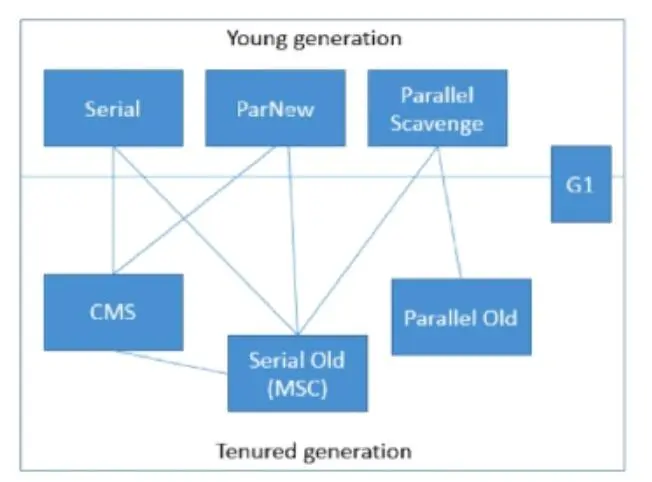 Young generation
Serial
ParNew
Parallel
Scavenge
G1
CMS
Serial Old
(MSC)
Parallel Old
Tenured generation